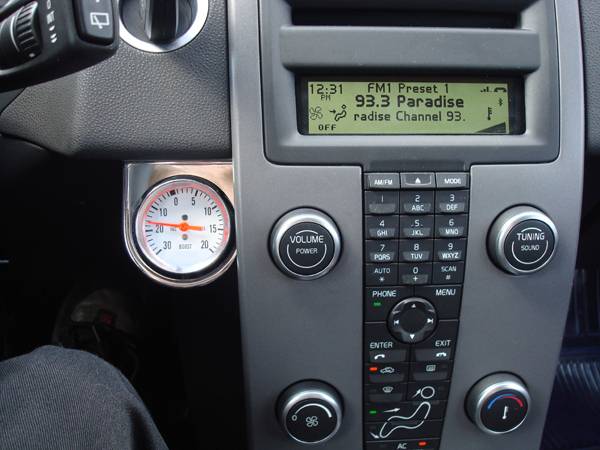 12:31 FM1 Preset 1
PM 93.3 Paradise
radise Channel 93.
OFF
AM/FM MODE
1 2 ABC 3 DEF
4 GHI 5 JKL 6 MNO
7 PQRS 8 TUV 9 WXYZ
AUTO * 0 + SCAN #
PHONE MENU
ENTER EXIT
AC
VOLUME
POWER
TUNING
SOUND
10 0 5 10
20 15
30 BOOST 20